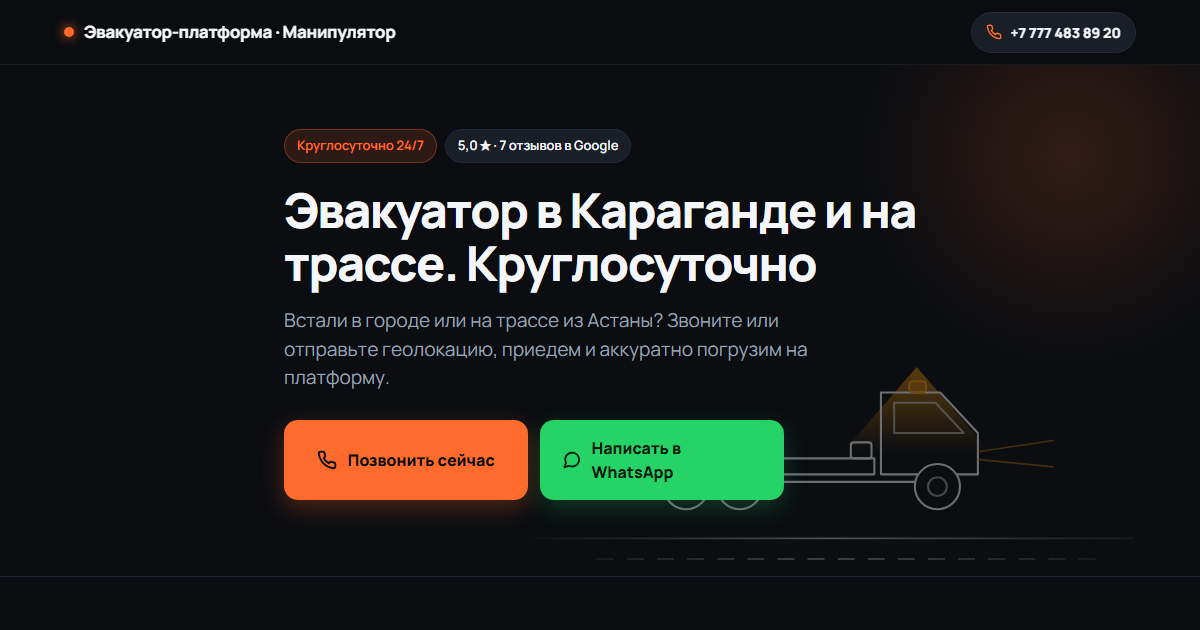 Эвакуатор-платформа · Манипулятор
+7 777 483 89 20
Круглосуточно 24/7
5,0 ★ · 7 отзывов в Google
Эвакуатор в Караганде и на
трассе. Круглосуточно
Встали в городе или на трассе из Астаны? Звоните или
отправьте геолокацию, приедем и аккуратно погрузим на
платформу.
Позвонить сейчас
Написать в
WhatsApp